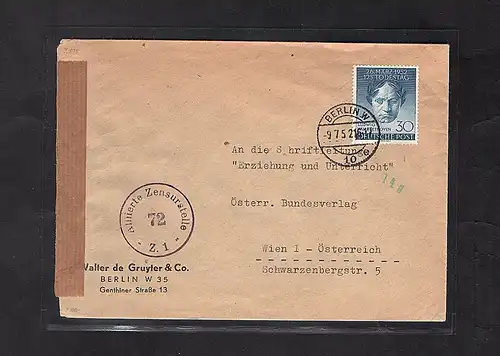 26. MÄRZ 1952
125. TODESTAG
30
DEUTSCHE POST
BERLIN W
-9.7.52
10 e
An die Schriftleitung
"Erziehung und Unterricht"
Österr. Bundesverlag
Wien I - Österreich
Schwarzenbergstr. 5
Alliierte Zensurstelle
72
- Z. 1 -
Walter de Gruyter & Co.
BERLIN W 35
Genthiner Straße 13